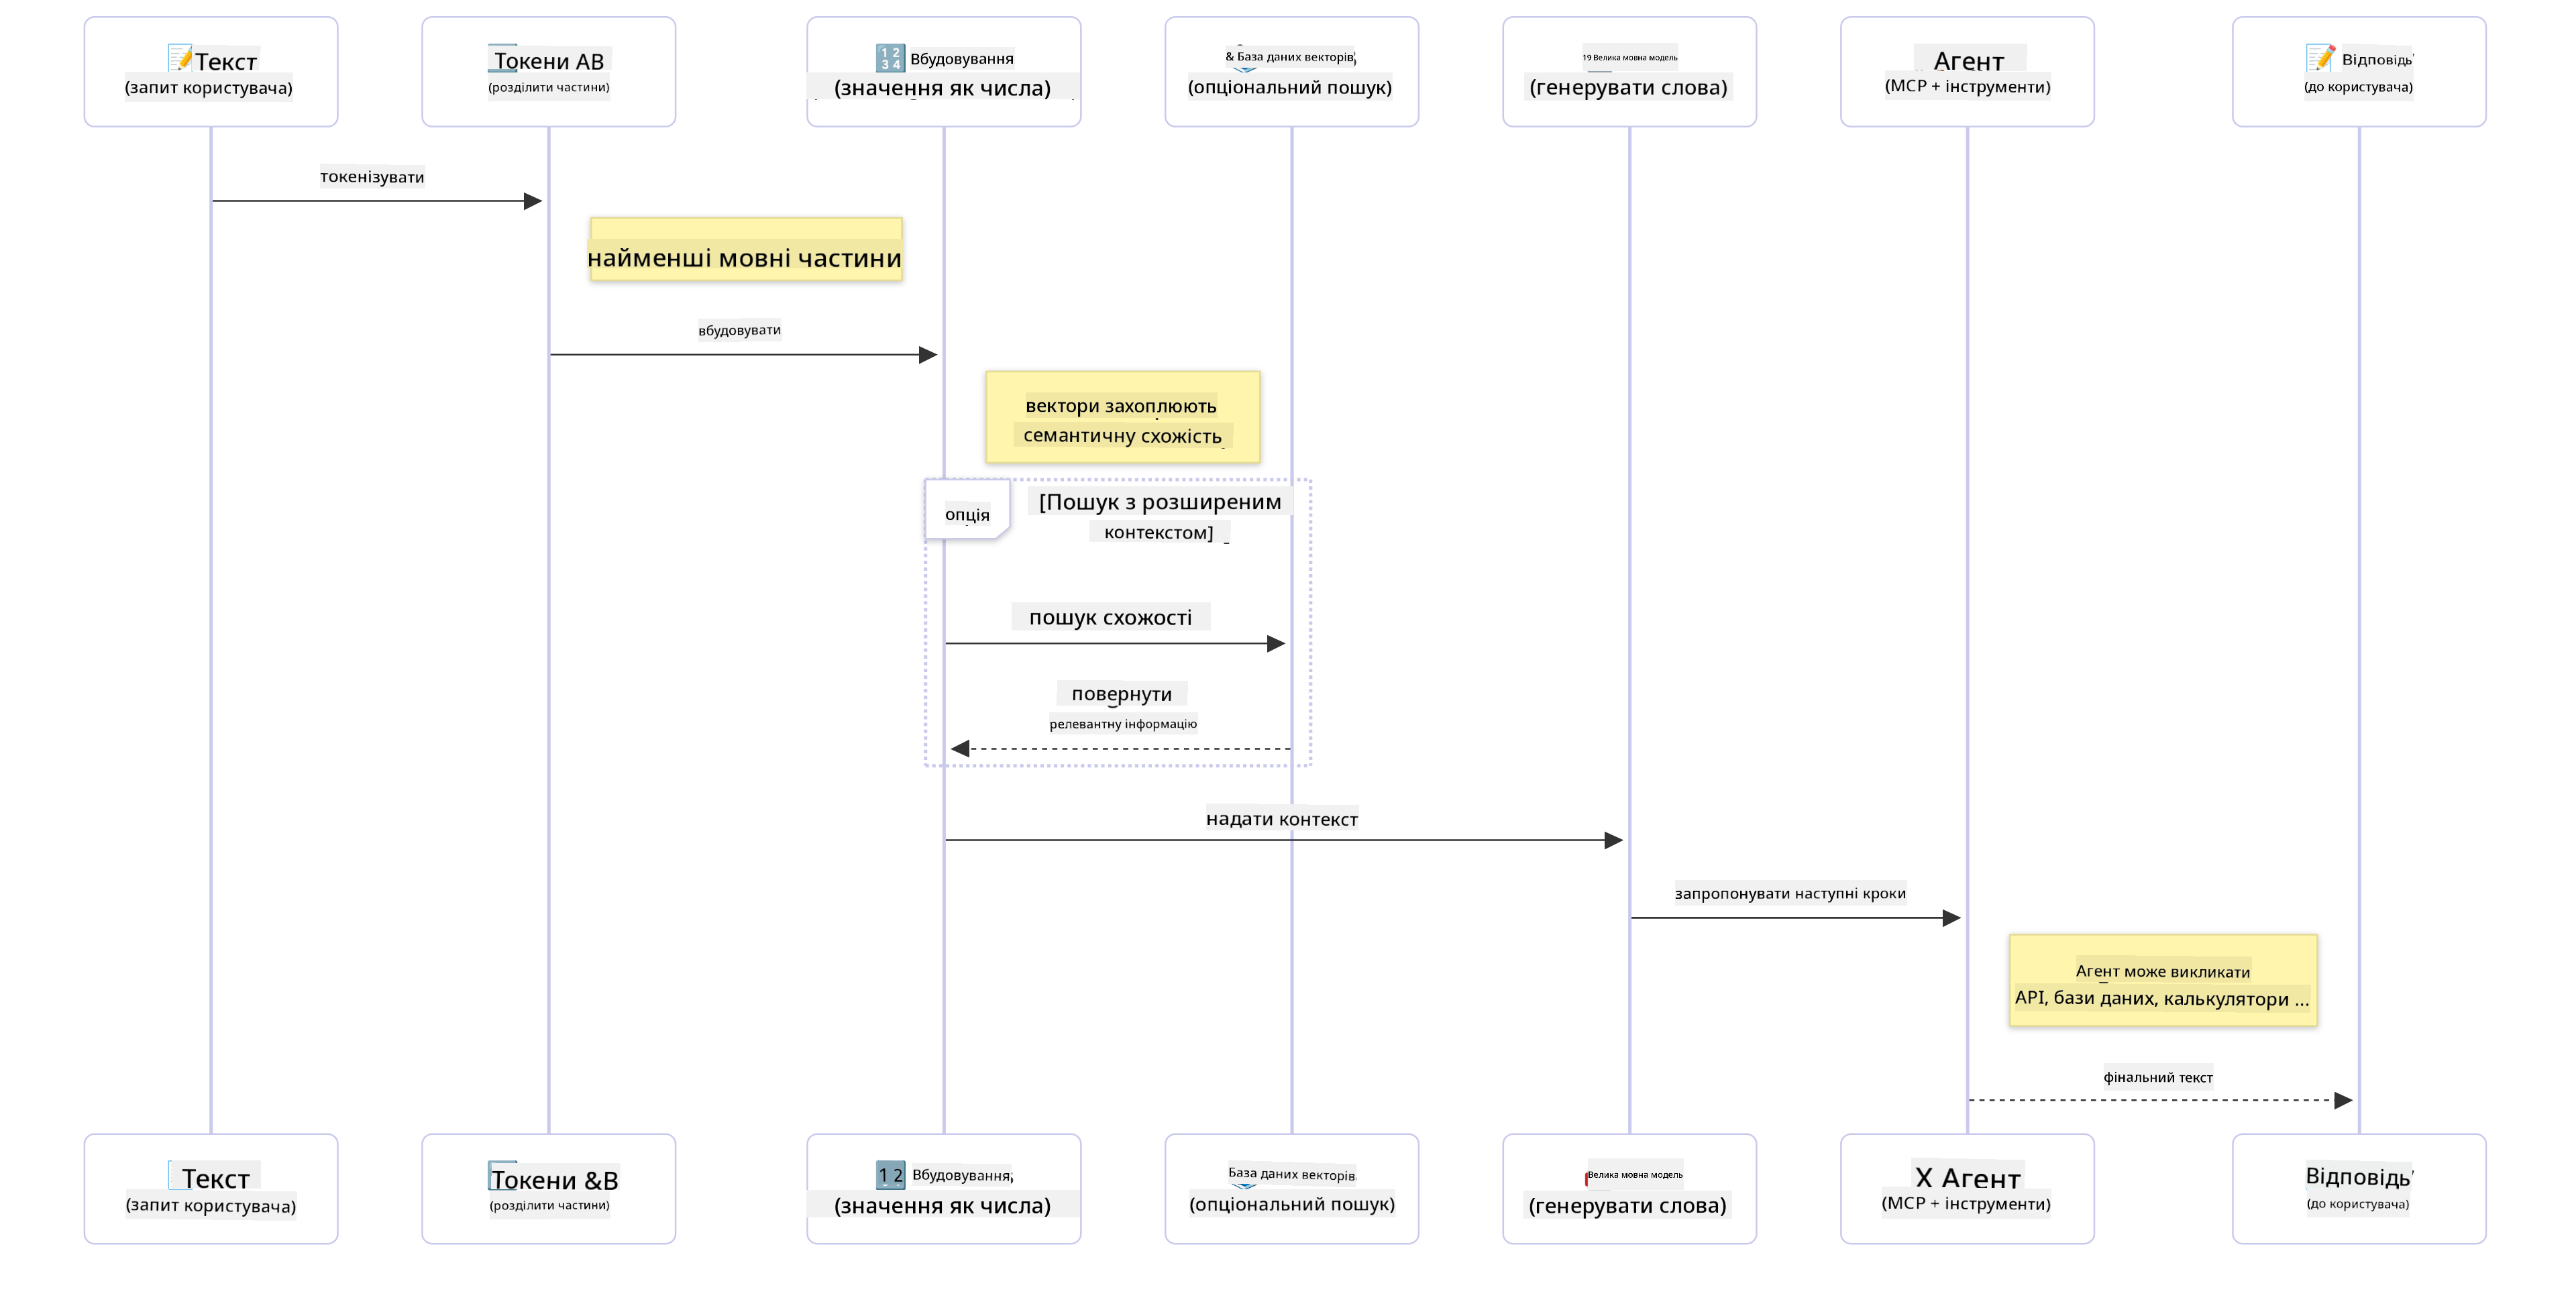 📝Текст
(запит користувача)
Токени АВ
(розділити частини)
🔢 Вбудовування
(значення як числа)
& База даних векторів
(опціональний пошук)
19 Велика мовна модель
(генерувати слова)
Агент
(MCP + інструменти)
📝 Відповідь
(до користувача)
токенізувати
найменші мовні частини
вбудовувати
вектори захоплюють
семантичну схожість
опція
[Пошук з розширеним
контекстом]
пошук схожості
повернути
релевантну інформацію
надати контекст
запропонувати наступні кроки
Агент може викликати
API, бази даних, калькулятори ...
фінальний текст
Текст
(запит користувача)
Токени &В
(розділити частини)
12 Вбудовування
(значення як числа)
База даних векторів
(опціональний пошук)
Велика мовна модель
(генерувати слова)
X Агент
(MCP + інструменти)
Відповідь
(до користувача)